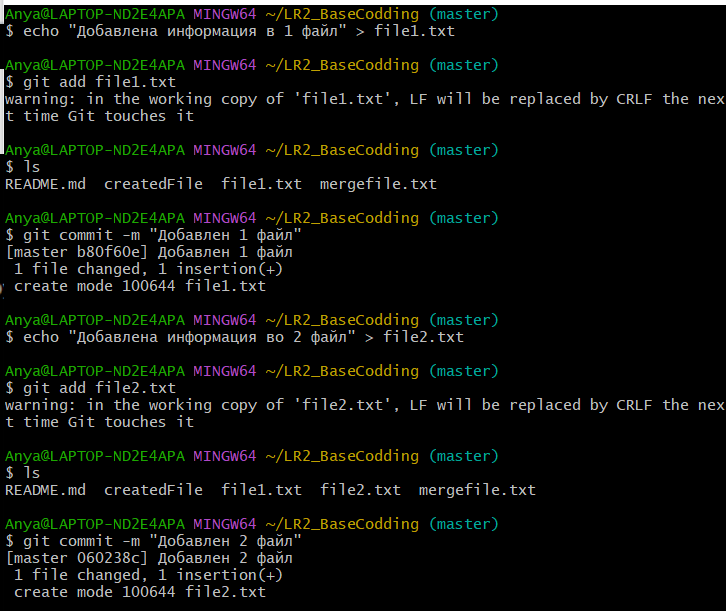 Anya@LAPTOP-ND2E4APA MINGW64 ~/LR2_BaseCodding (master)
$ echo "Добавлена информация в 1 файл" > file1.txt
Anya@LAPTOP-ND2E4APA MINGW64 ~/LR2_BaseCodding (master)
$ git add file1.txt
warning: in the working copy of 'file1.txt', LF will be replaced by CRLF the nex
t time Git touches it
Anya@LAPTOP-ND2E4APA MINGW64 ~/LR2_BaseCodding (master)
$ ls
README.md  createdFile  file1.txt  mergefile.txt
Anya@LAPTOP-ND2E4APA MINGW64 ~/LR2_BaseCodding (master)
$ git commit -m "Добавлен 1 файл"
[master b80f60e] Добавлен 1 файл
 1 file changed, 1 insertion(+)
 create mode 100644 file1.txt
Anya@LAPTOP-ND2E4APA MINGW64 ~/LR2_BaseCodding (master)
$ echo "Добавлена информация во 2 файл" > file2.txt
Anya@LAPTOP-ND2E4APA MINGW64 ~/LR2_BaseCodding (master)
$ git add file2.txt
warning: in the working copy of 'file2.txt', LF will be replaced by CRLF the nex
t time Git touches it
Anya@LAPTOP-ND2E4APA MINGW64 ~/LR2_BaseCodding (master)
$ ls
README.md  createdFile  file1.txt  file2.txt  mergefile.txt
Anya@LAPTOP-ND2E4APA MINGW64 ~/LR2_BaseCodding (master)
$ git commit -m "Добавлен 2 файл"
[master 060238c] Добавлен 2 файл
 1 file changed, 1 insertion(+)
 create mode 100644 file2.txt